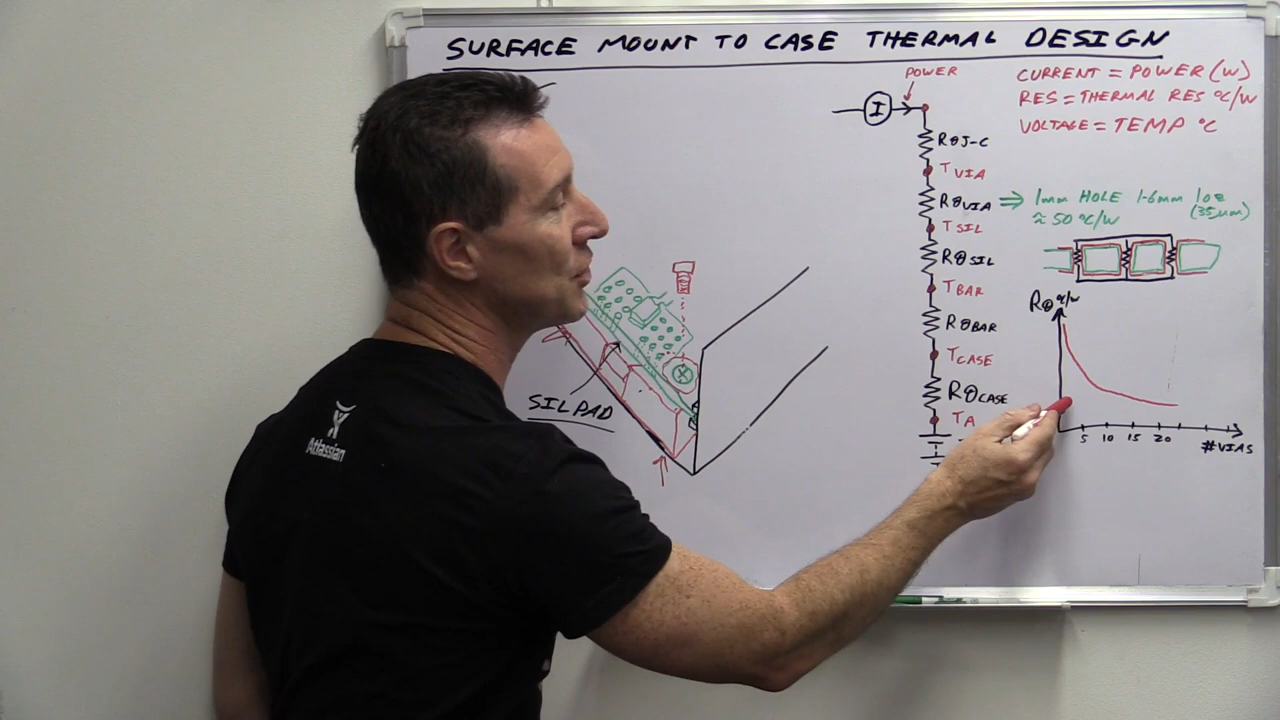 SURFACE MOUNT TO CASE THERMAL DESIGN
POWER
CURRENT = POWER (W)
RES = THERMAL RES °C/W
VOLTAGE = TEMP °C
I
RθJ-C
TVIA
RθVIA ⇒ 1mm HOLE 1.6mm 1oz
(35μm)
≈ 50 °C/W
TSIL
RθSIL
TBAR
RθBAR
TCASE
RθCASE
TA
Rθ °C/W
5 10 15 20
#VIAS
SILPAD
Atlassian